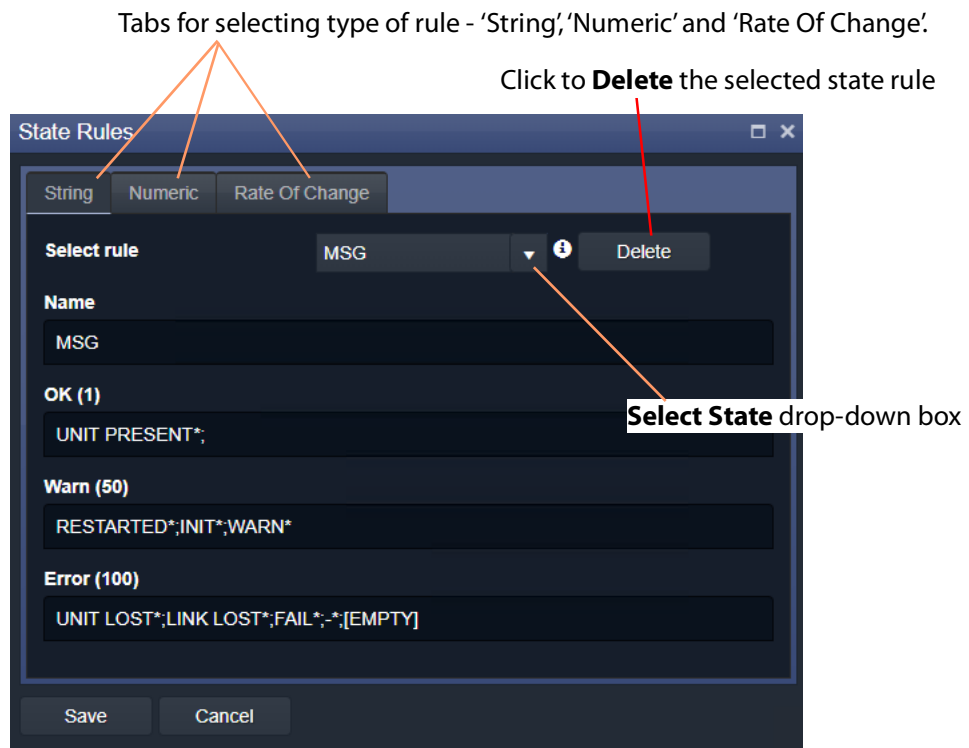 Tabs for selecting type of rule - ‘String’, ‘Numeric’ and ‘Rate Of Change’.
Click to Delete the selected state rule
State Rules
String Numeric Rate Of Change
Select rule MSG Delete
Name
MSG
OK (1)
Select State drop-down box
UNIT PRESENT*;
Warn (50)
RESTARTED*;INIT*;WARN*
Error (100)
UNIT LOST*;LINK LOST*;FAIL*;-*;[EMPTY]
Save Cancel